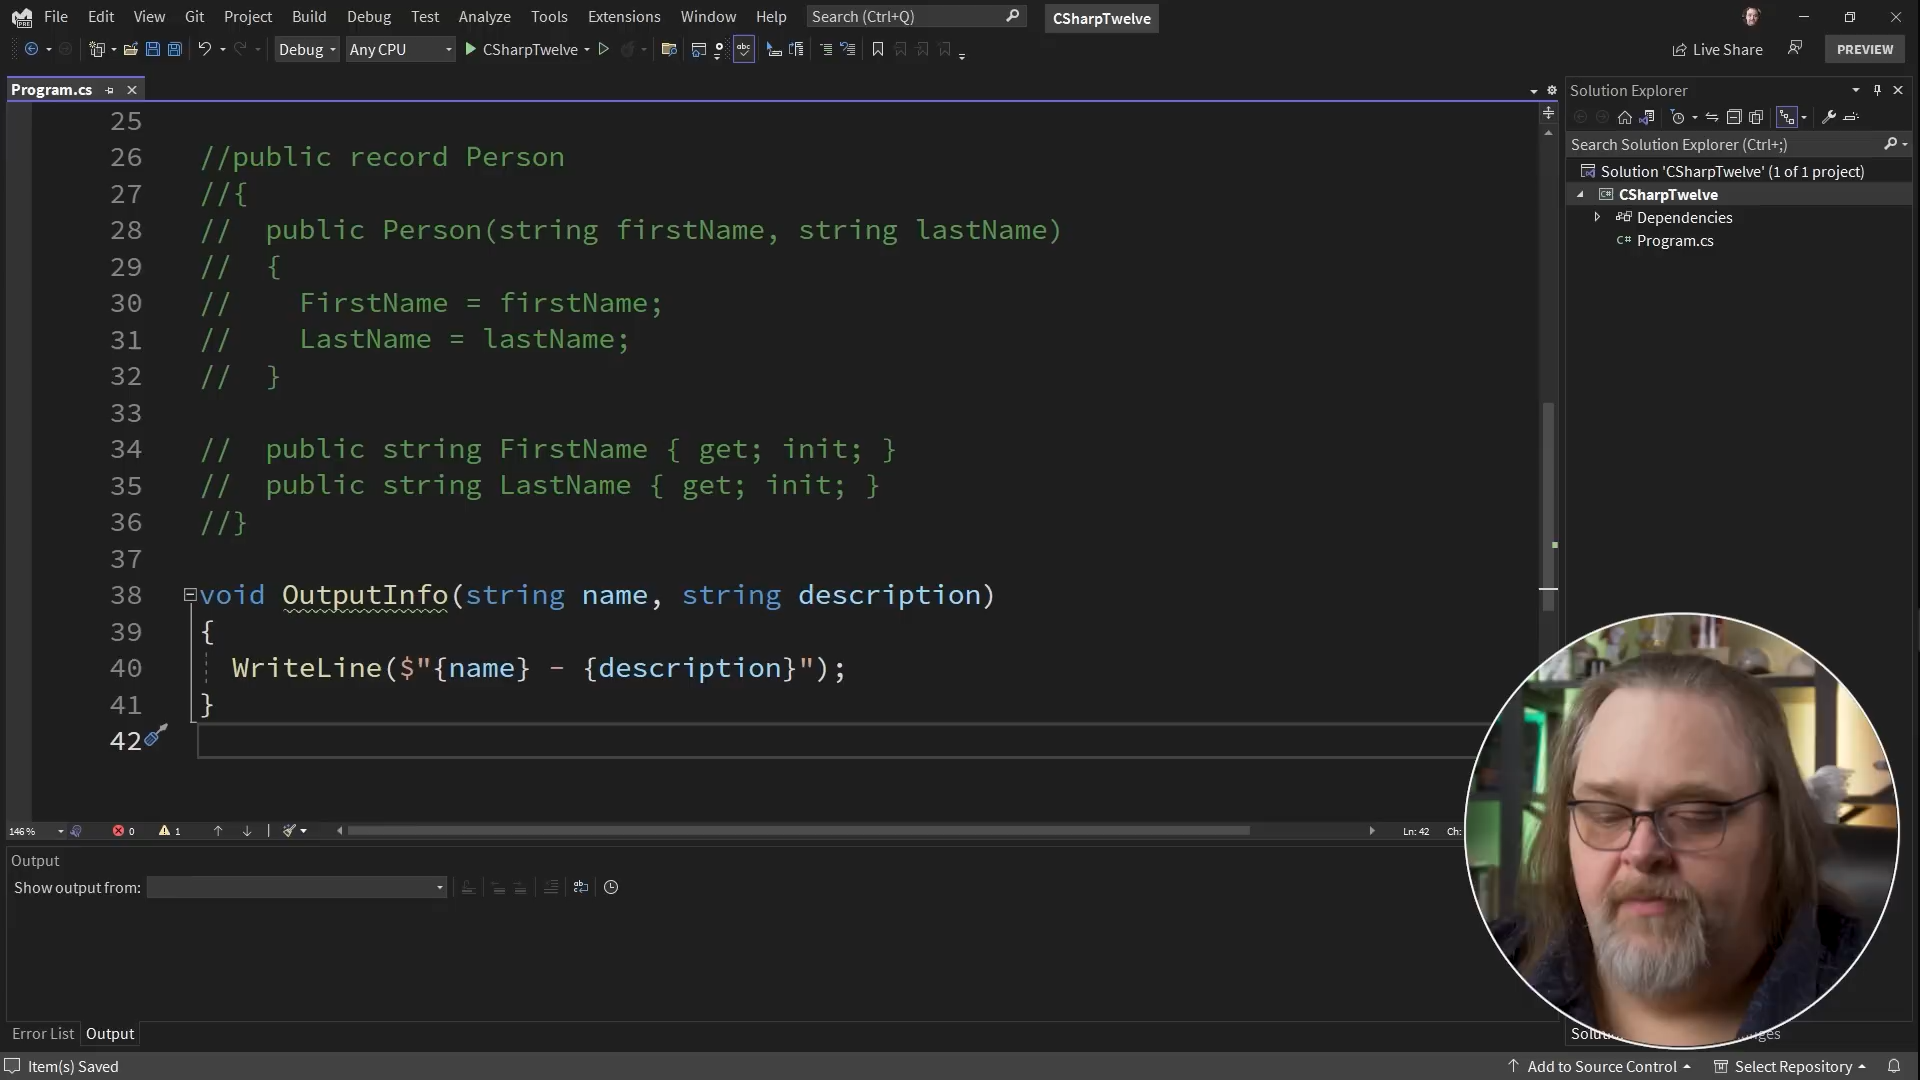 File Edit View Git Project Build Debug Test Analyze Tools Extensions Window Help Search (Ctrl+Q) CSharpTwelve
Debug Any CPU CSharpTwelve Live Share PREVIEW
Program.cs
25
26 //public record Person
27 //{
28 //  public Person(string firstName, string lastName)
29 //  {
30 //    FirstName = firstName;
31 //    LastName = lastName;
32 //  }
33
34 //  public string FirstName { get; init; }
35 //  public string LastName { get; init; }
36 //}
37
38 void OutputInfo(string name, string description)
39 {
40   WriteLine($"{name} - {description}");
41 }
42
146 % 0 1 Ln: 42 Ch:
Output
Show output from:
Error List Output
Item(s) Saved
Solution Explorer
Search Solution Explorer (Ctrl+;)
Solution 'CSharpTwelve' (1 of 1 project)
C# CSharpTwelve
Dependencies
C# Program.cs
Add to Source Control Select Repository